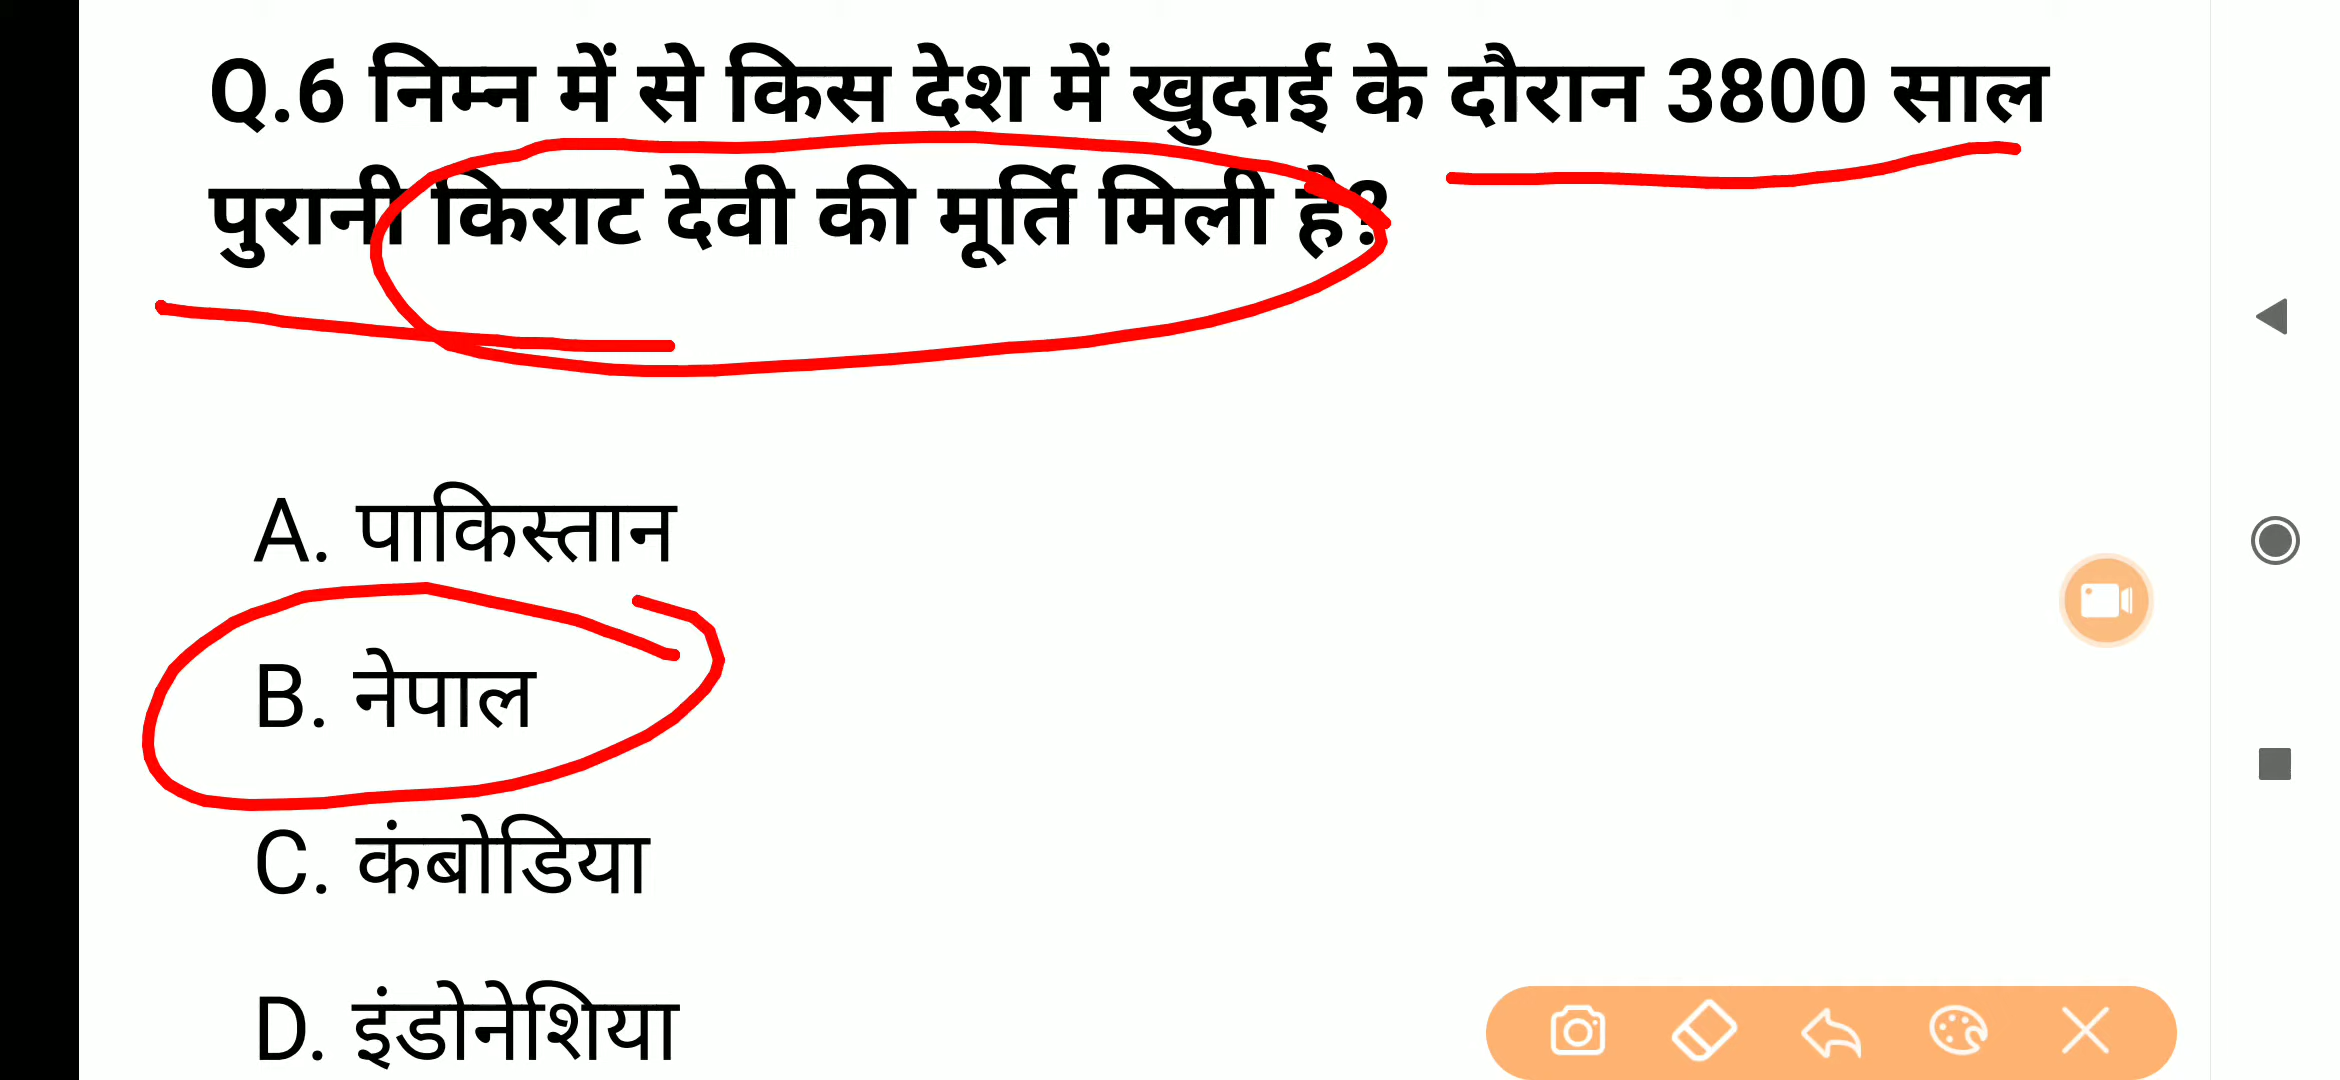 Q.6 निम्न में से किस देश में खुदाई के दौरान 3800 साल
पुरानी किराट देवी की मूर्ति मिली है?
A. पाकिस्तान
B. नेपाल
C. कंबोडिया
D. इंडोनेशिया